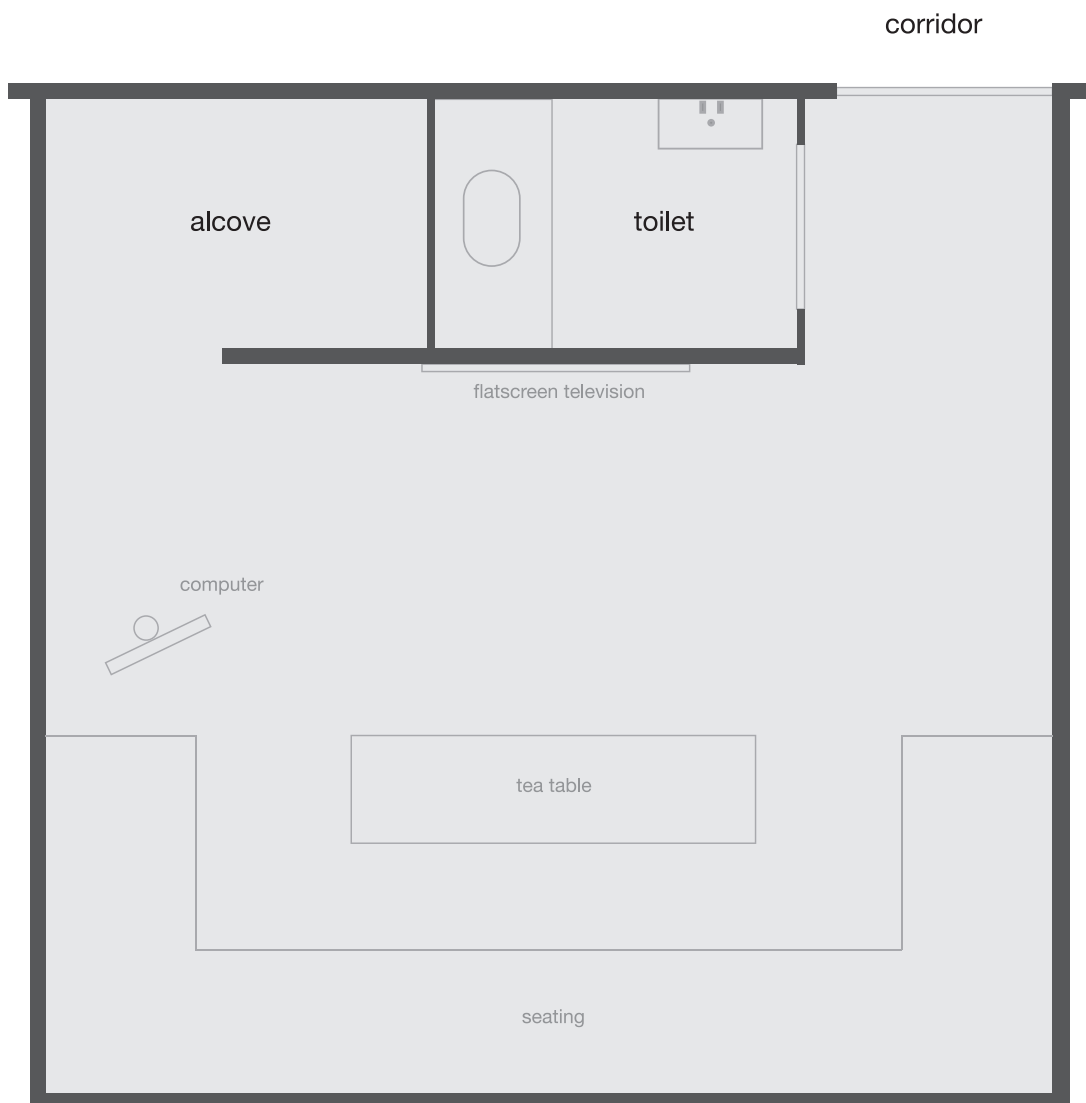 corridor
alcove
toilet
flatscreen television
computer
tea table
seating